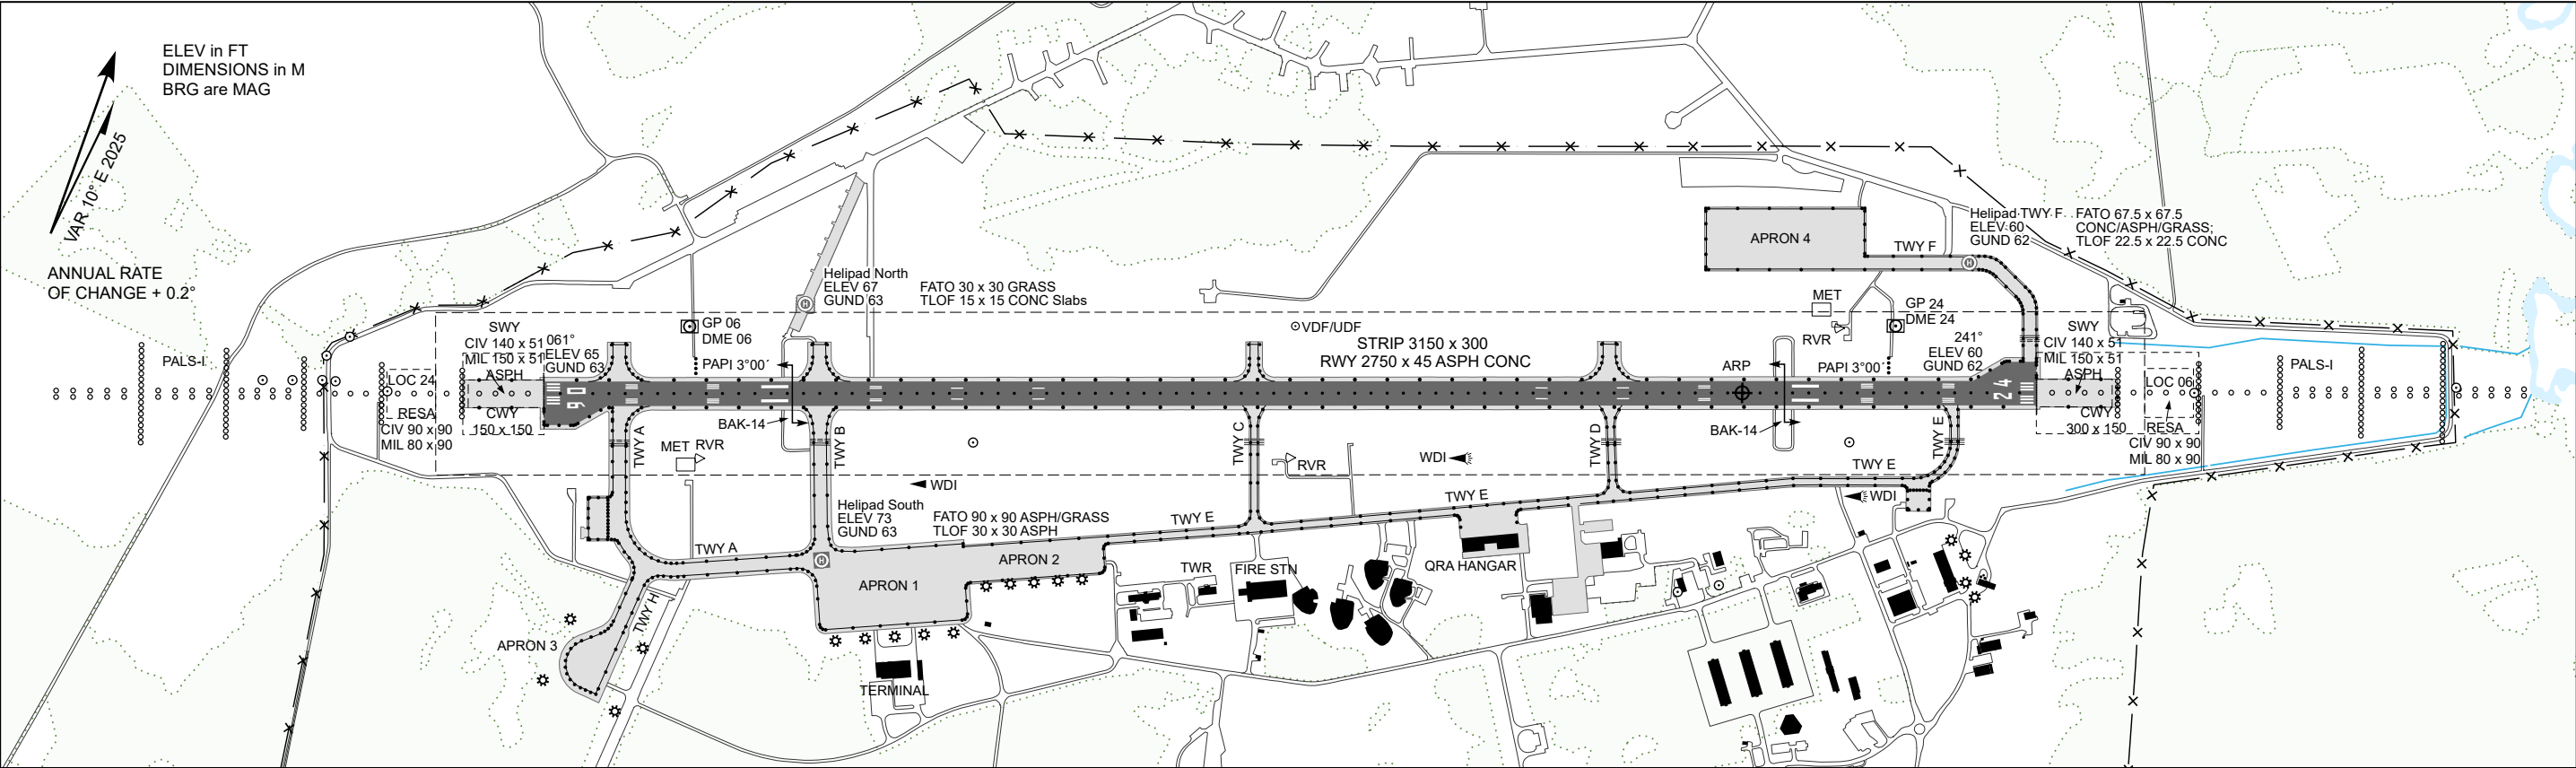 ELEV in FT
DIMENSIONS in M
BRG are MAG
VAR 10° E 2025
ANNUAL RATE
OF CHANGE + 0.2°
PALS-I
LOC 24
RESA
CIV 90 x 90
MIL 80 x 90
SWY
CIV 140 x 51
MIL 150 x 51
ASPH
CWY
150 x 150
061°
ELEV 65
GUND 63
06
GP 06
DME 06
PAPI 3°00´
BAK-14
Helipad North
ELEV 67
GUND 63
FATO 30 x 30 GRASS
TLOF 15 x 15 CONC Slabs
H
TWY A
MET
RVR
TWY B
WDI
Helipad South
ELEV 73
GUND 63
FATO 90 x 90 ASPH/GRASS
TLOF 30 x 30 ASPH
H
TWY A
TWY H
APRON 3
APRON 1
APRON 2
TERMINAL
TWY E
TWR
FIRE STN
TWY C
RVR
VDF/UDF
STRIP 3150 x 300
RWY 2750 x 45 ASPH CONC
WDI
TWY E
QRA HANGAR
TWY D
ARP
BAK-14
PAPI 3°00´
MET
RVR
GP 24
DME 24
APRON 4
TWY F
H
Helipad TWY F
ELEV 60
GUND 62
FATO 67.5 x 67.5
CONC/ASPH/GRASS;
TLOF 22.5 x 22.5 CONC
241°
ELEV 60
GUND 62
24
TWY E
TWY E
WDI
SWY
CIV 140 x 51
MIL 150 x 51
ASPH
CWY
300 x 150
LOC 06
RESA
CIV 90 x 90
MIL 80 x 90
PALS-I